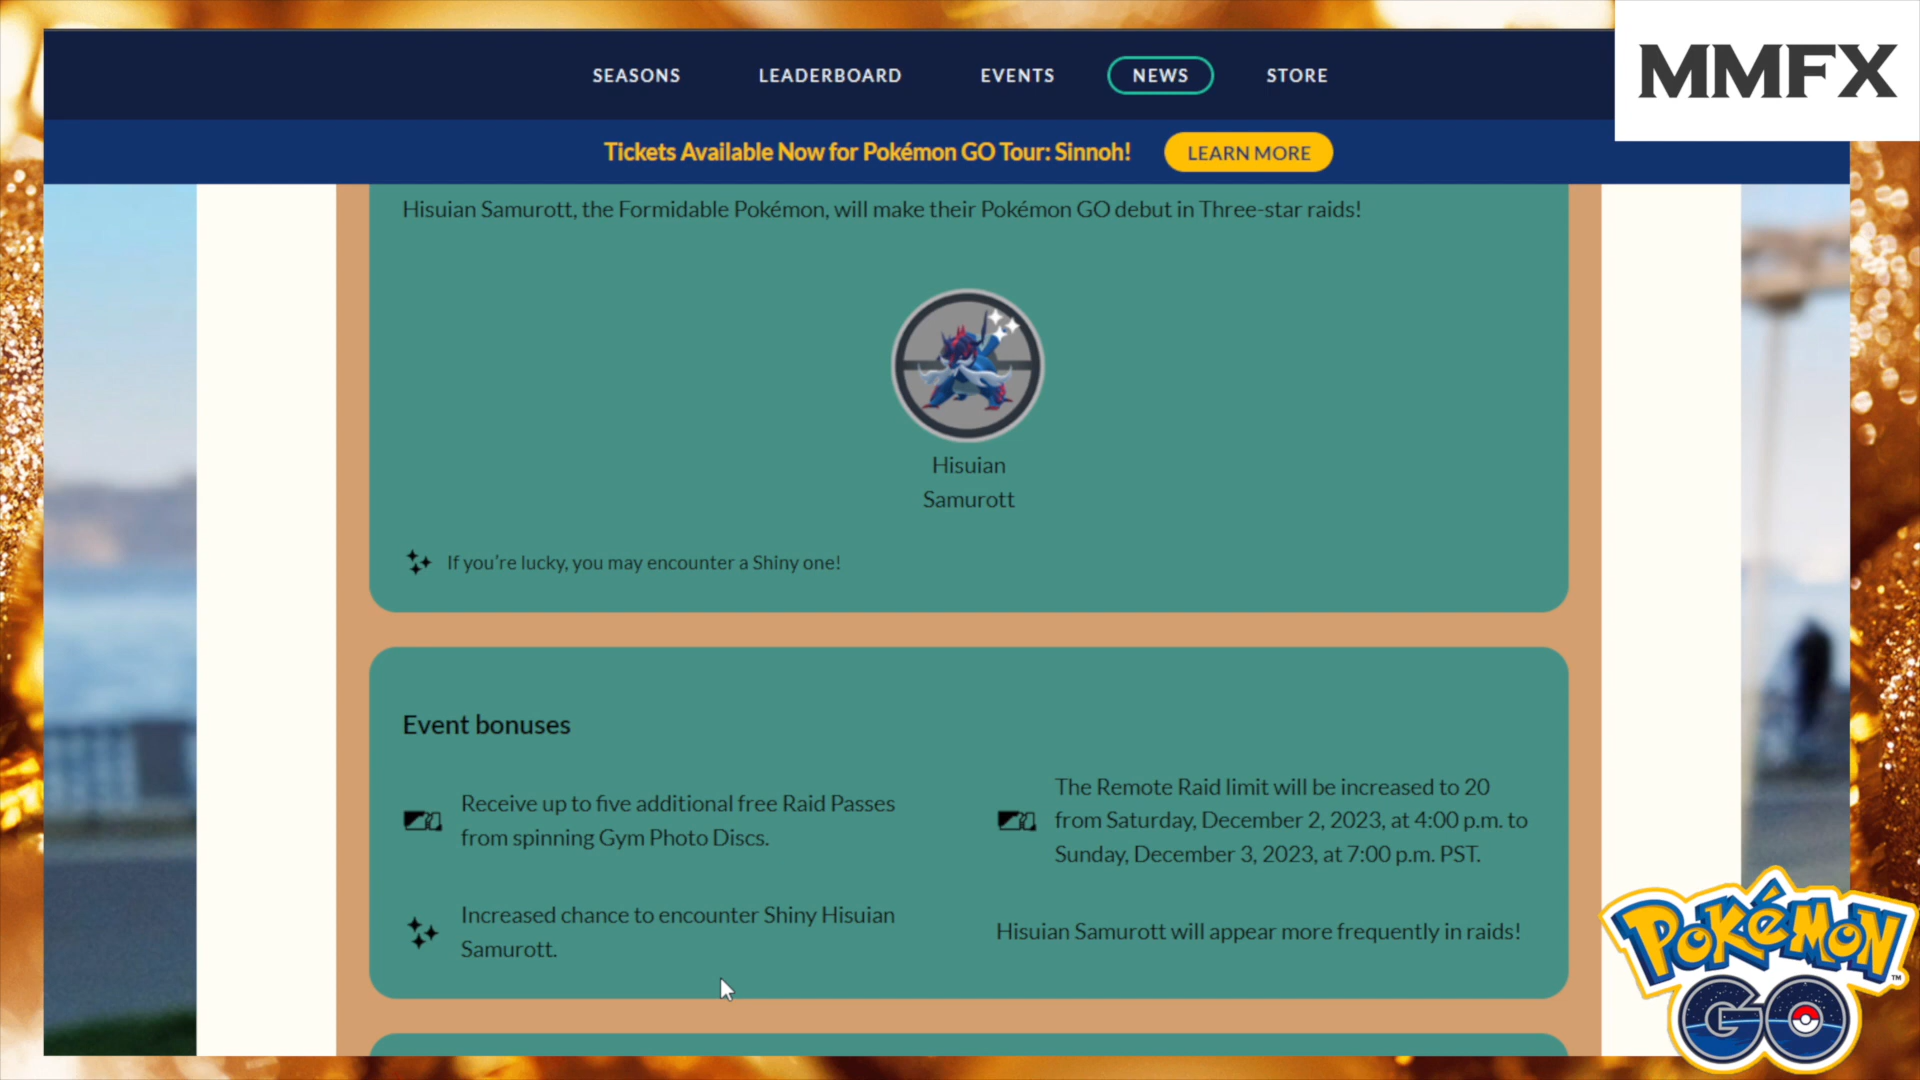 MMFX
SEASONS LEADERBOARD EVENTS NEWS STORE
Tickets Available Now for Pokémon GO Tour: Sinnoh! LEARN MORE
Hisuian Samurott, the Formidable Pokémon, will make their Pokémon GO debut in Three-star raids!
Hisuian
Samurott
If you're lucky, you may encounter a Shiny one!
Event bonuses
Receive up to five additional free Raid Passes
from spinning Gym Photo Discs.
The Remote Raid limit will be increased to 20
from Saturday, December 2, 2023, at 4:00 p.m. to
Sunday, December 3, 2023, at 7:00 p.m. PST.
Increased chance to encounter Shiny Hisuian
Samurott.
Hisuian Samurott will appear more frequently in raids!
POKÉMON
GO
TM